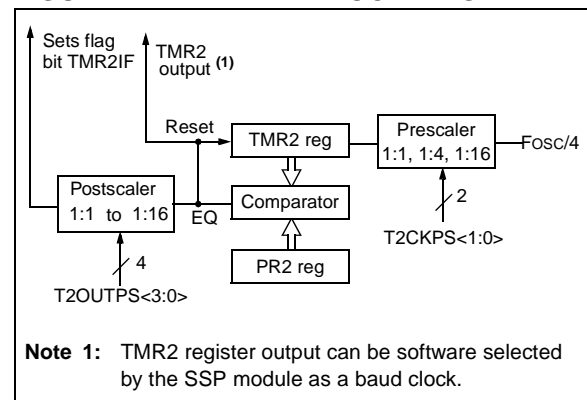 Sets flag
bit TMR2IF
TMR2
output (1)
Reset
TMR2 reg
Prescaler
1:1, 1:4, 1:16
FOSC/4
Postscaler
1:1 to 1:16
EQ
Comparator
2
T2CKPS<1:0>
4
PR2 reg
T2OUTPS<3:0>
Note 1: TMR2 register output can be software selected
by the SSP module as a baud clock.